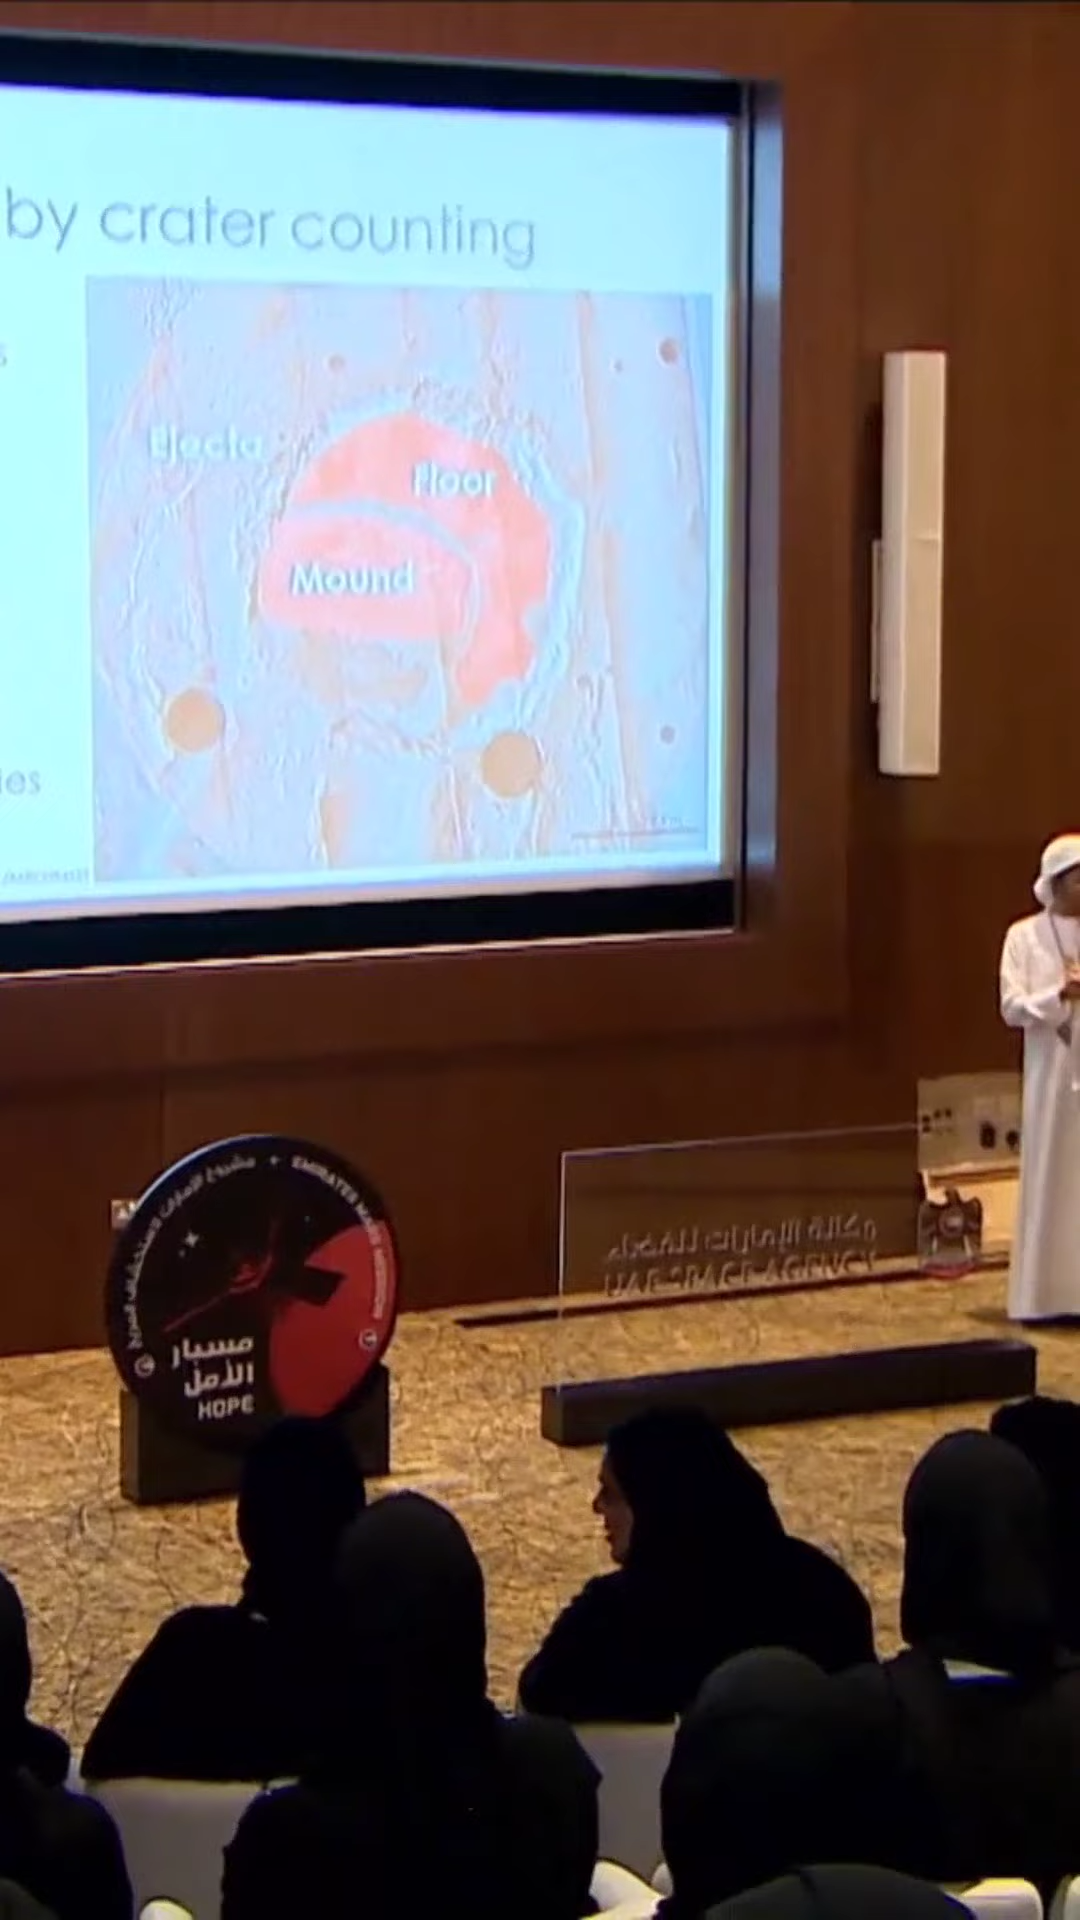 by crater counting
s
Ejecta
Floor
Mound
ies
مشروع الإمارات لاستكشاف المريخ
EMIRATES MARS MISSION
مسبار
الأمل
HOPE
وكالة الإمارات للفضاء
UAE SPACE AGENCY